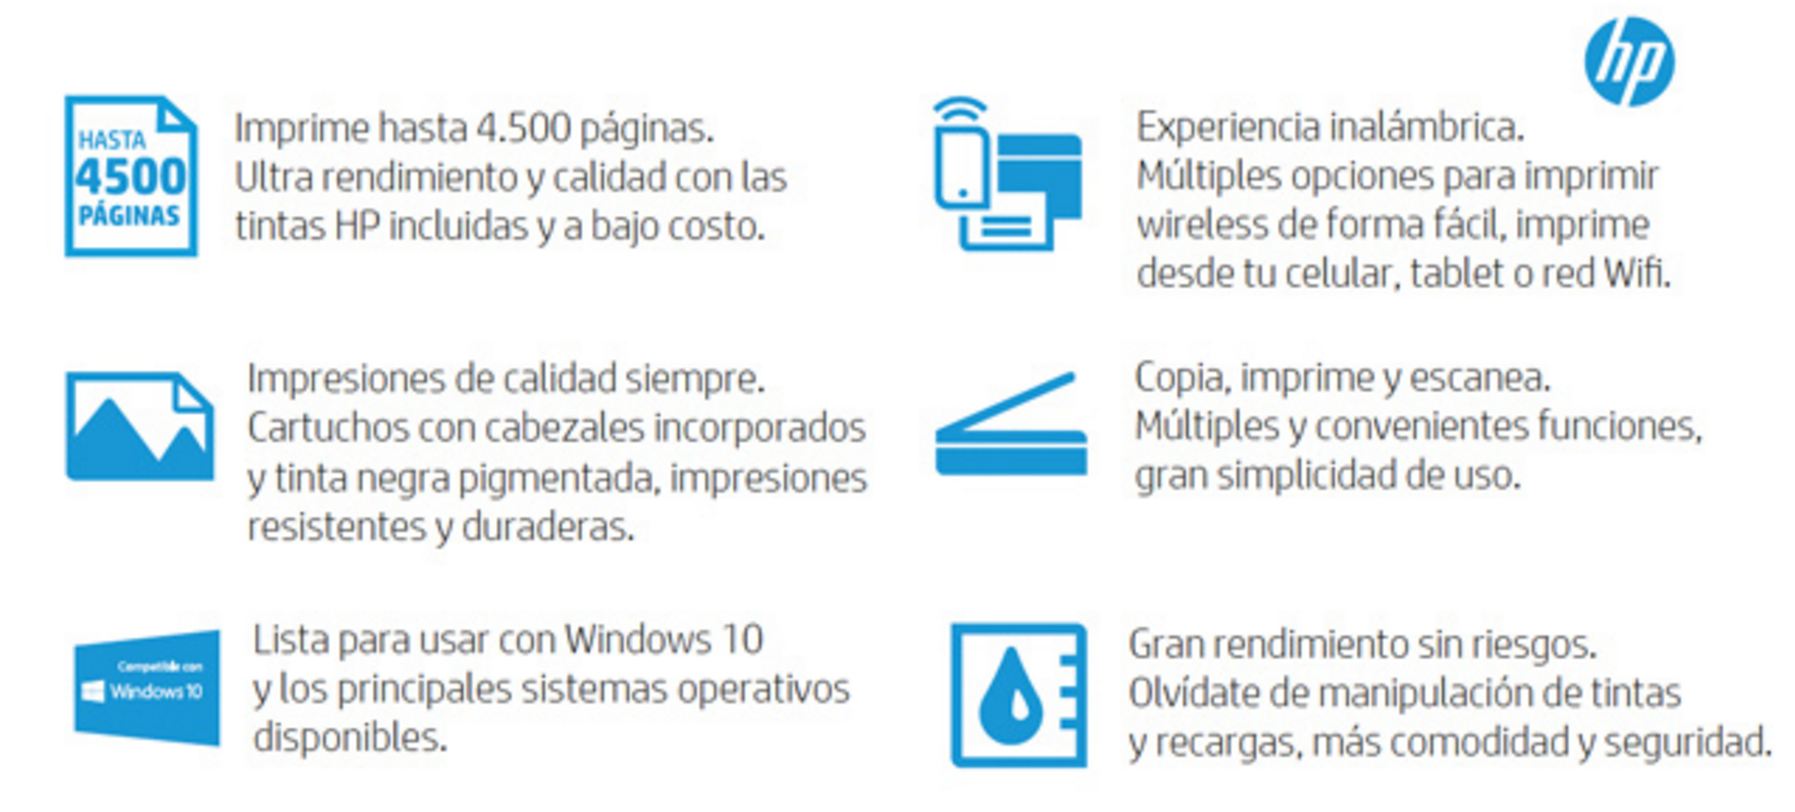 hp
HASTA
4500
PÁGINAS
Imprime hasta 4.500 páginas.
Ultra rendimiento y calidad con las
tintas HP incluidas y a bajo costo.
Experiencia inalámbrica.
Múltiples opciones para imprimir
wireless de forma fácil, imprime
desde tu celular, tablet o red Wifi.
Impresiones de calidad siempre.
Cartuchos con cabezales incorporados
y tinta negra pigmentada, impresiones
resistentes y duraderas.
Copia, imprime y escanea.
Múltiples y convenientes funciones,
gran simplicidad de uso.
Compatible con
Windows 10
Lista para usar con Windows 10
y los principales sistemas operativos
disponibles.
Gran rendimiento sin riesgos.
Olvídate de manipulación de tintas
y recargas, más comodidad y seguridad.